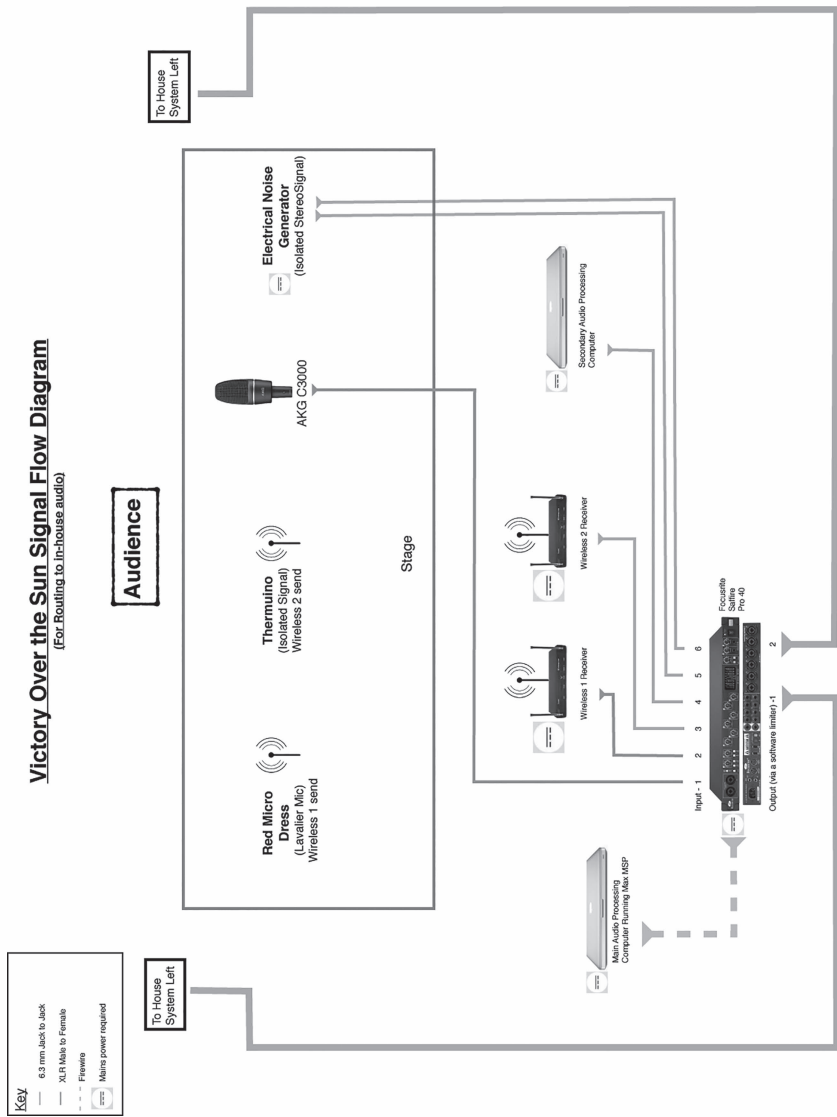 Victory Over the Sun Signal Flow Diagram
(For Routing to in-house audio)
Key
6.3 mm Jack to Jack
XLR Male to Female
Firewire
Mains power required
Audience
To House
System Left
To House
System Left
Red Micro
Dress
(Lavalier Mic)
Wireless 1 send
Thermuino
(Isolated Signal)
Wireless 2 send
AKG C3000
Electrical Noise
Generator
(Isolated StereoSignal)
Stage
Wireless 1 Receiver
Wireless 2 Receiver
Secondary Audio Processing
Computer
Main Audio Processing
Computer Running Max MSP
Input - 1 2 3 4 5 6
Focusrite
Saffire
Pro 40
Output (via a software limiter) -1 2